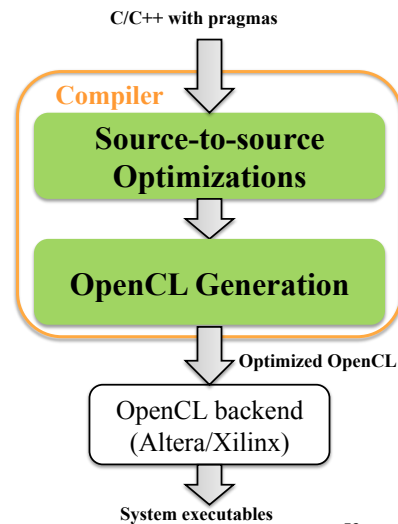 C/C++ with pragmas
Compiler
Source-to-source
Optimizations
OpenCL Generation
Optimized OpenCL
OpenCL backend
(Altera/Xilinx)
System executables